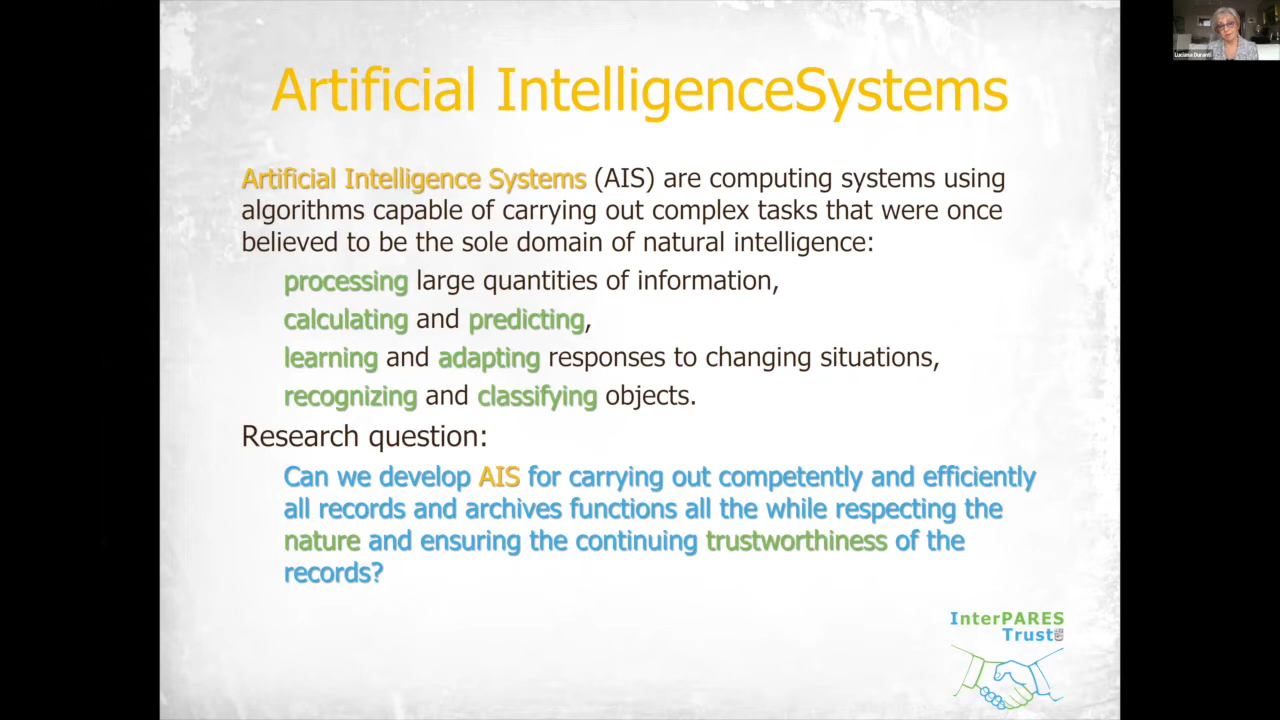 Artificial IntelligenceSystems
Artificial Intelligence Systems (AIS) are computing systems using
algorithms capable of carrying out complex tasks that were once
believed to be the sole domain of natural intelligence:
processing large quantities of information,
calculating and predicting,
learning and adapting responses to changing situations,
recognizing and classifying objects.
Research question:
Can we develop AIS for carrying out competently and efficiently
all records and archives functions all the while respecting the
nature and ensuring the continuing trustworthiness of the
records?
InterPARES
Trust
Luciana Duranti